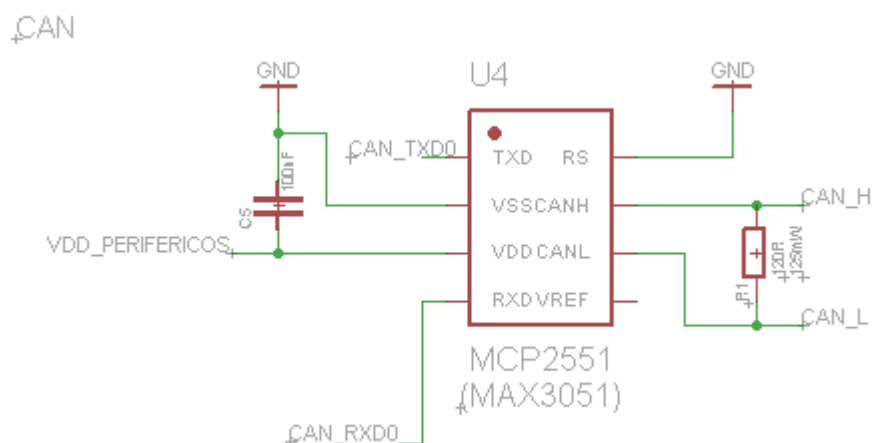 CAN
GND
U4
GND
CAN_TXD0
TXD RS
100nF
C5
VSS CANH
CAN_H
VDD_PERIFERICOS
VDD CANL
120R
125mW
R1
RXD VREF
CAN_L
MCP2551
(MAX3051)
CAN_RXD0